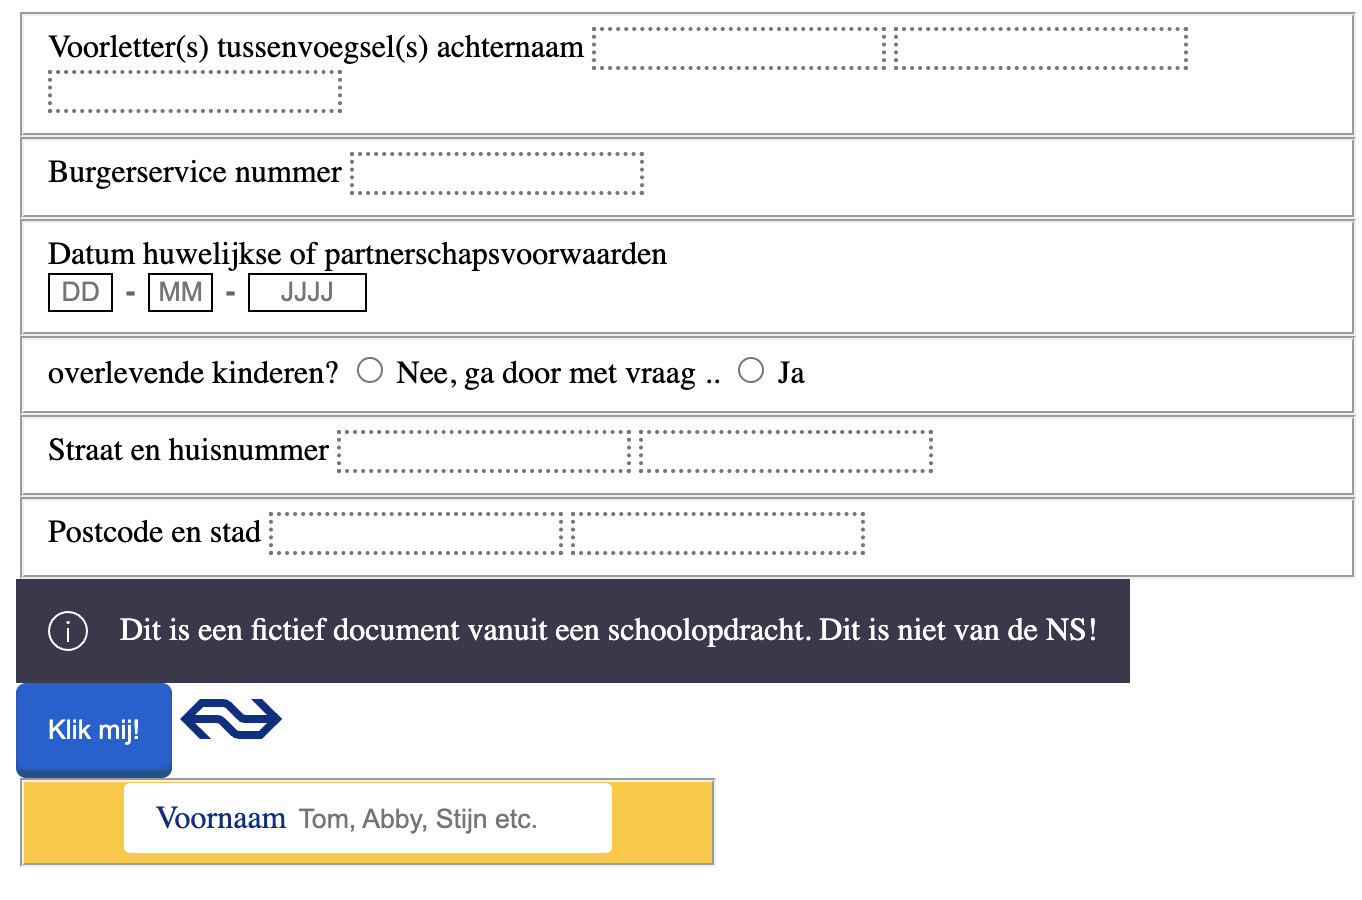 Voorletter(s) tussenvoegsel(s) achternaam
Burgerservice nummer
Datum huwelijkse of partnerschapsvoorwaarden
DD - MM - JJJJ
overlevende kinderen? Nee, ga door met vraag .. Ja
Straat en huisnummer
Postcode en stad
Dit is een fictief document vanuit een schoolopdracht. Dit is niet van de NS!
Klik mij!
Voornaam Tom, Abby, Stijn etc.